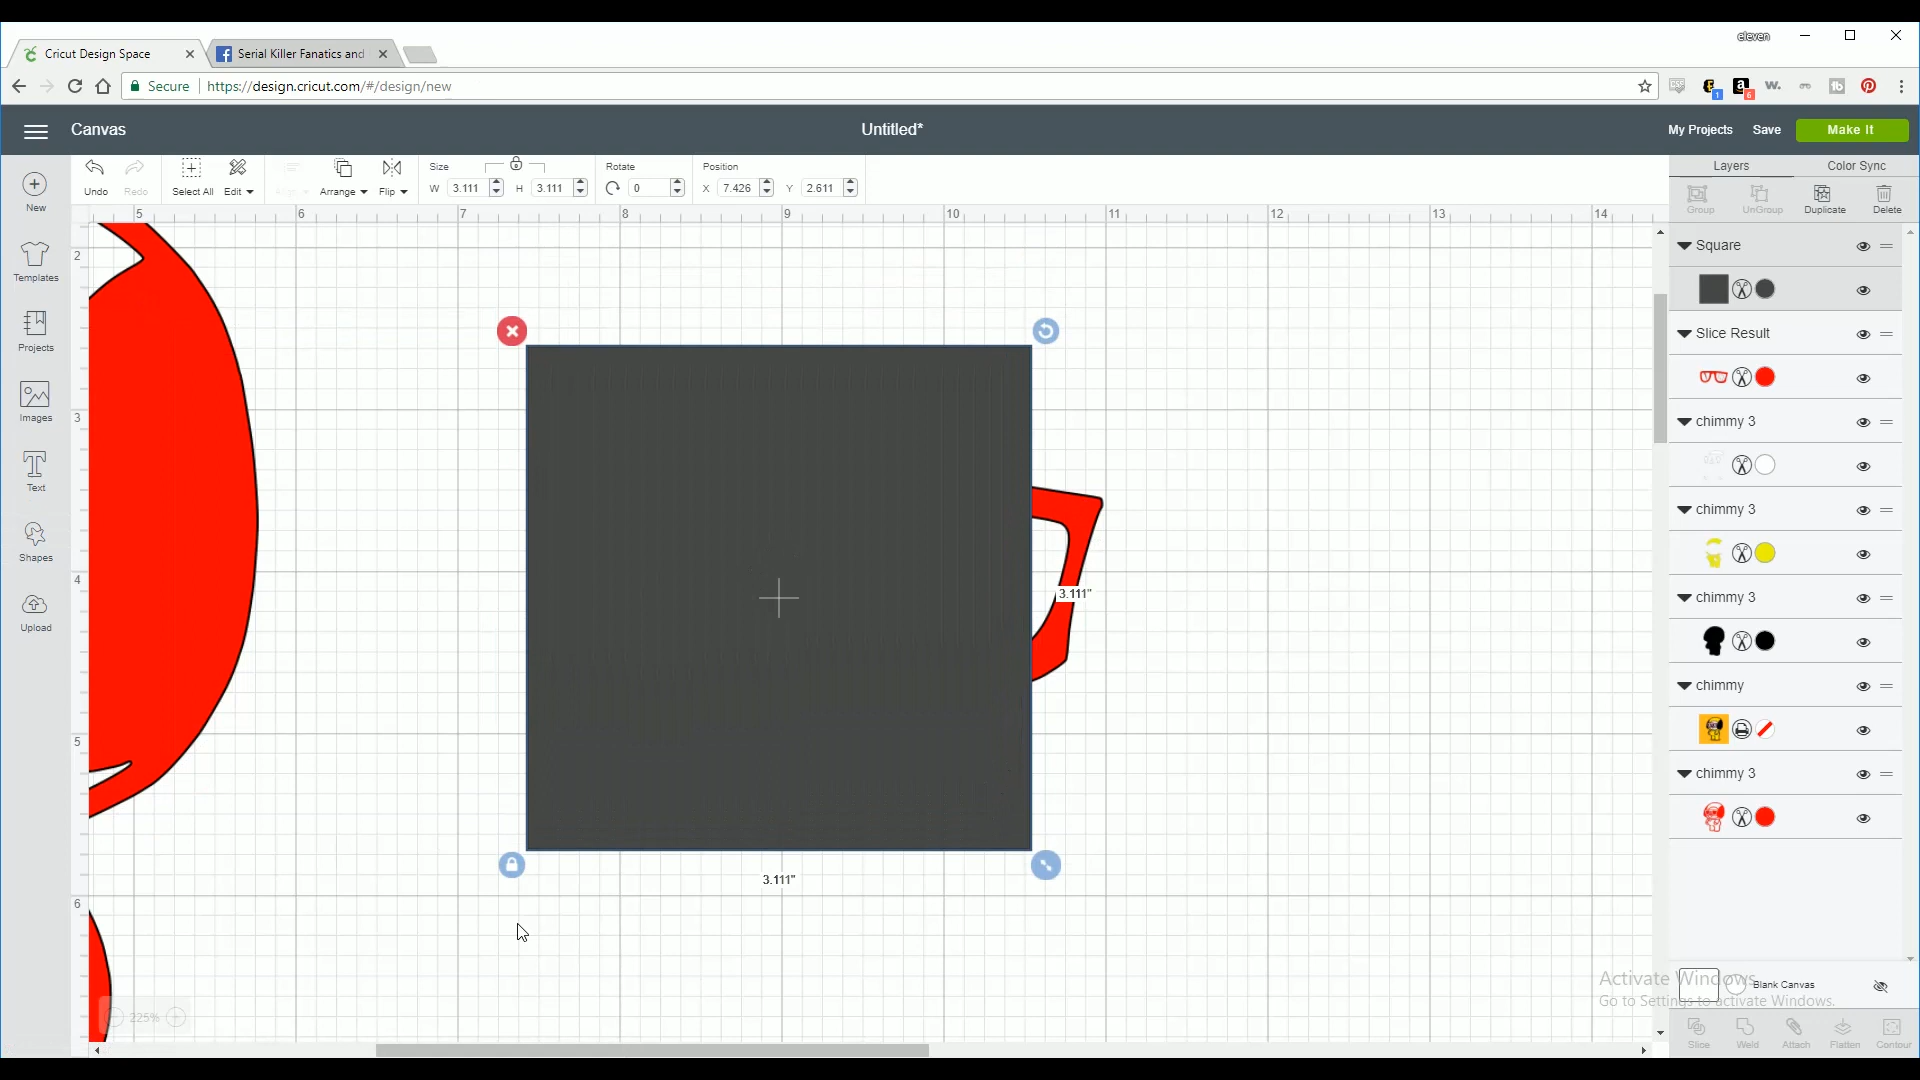 eleven
Cricut Design Space
Serial Killer Fanatics and
Secure
https://design.cricut.com/#/design/new
1
6
Canvas
Untitled*
My Projects
Save
Make It
New
Templates
Projects
Images
Text
Shapes
Upload
Undo
Redo
Select All
Edit
Align
Arrange
Flip
Size
W 3.111
H 3.111
Rotate
0
Position
X 7.426
Y 2.611
Layers
Color Sync
Group
UnGroup
Duplicate
Delete
5 6 7 8 9 10 11 12 13 14
2
3
4
5
6
3.111"
3.111"
225%
Square
Slice Result
chimmy 3
chimmy 3
chimmy 3
chimmy
chimmy 3
Activate Windows
Go to Settings to activate Windows.
Blank Canvas
Slice
Weld
Attach
Flatten
Contour